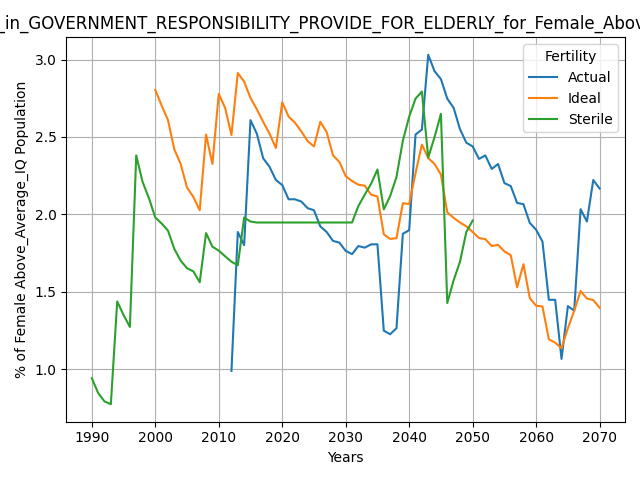 _in_GOVERNMENT_RESPONSIBILITY_PROVIDE_FOR_ELDERLY_for_Female_Abov
Fertility
Actual
Ideal
Sterile
% of Female Above_Average_IQ Population
3.0
2.5
2.0
1.5
1.0
1990 2000 2010 2020 2030 2040 2050 2060 2070
Years